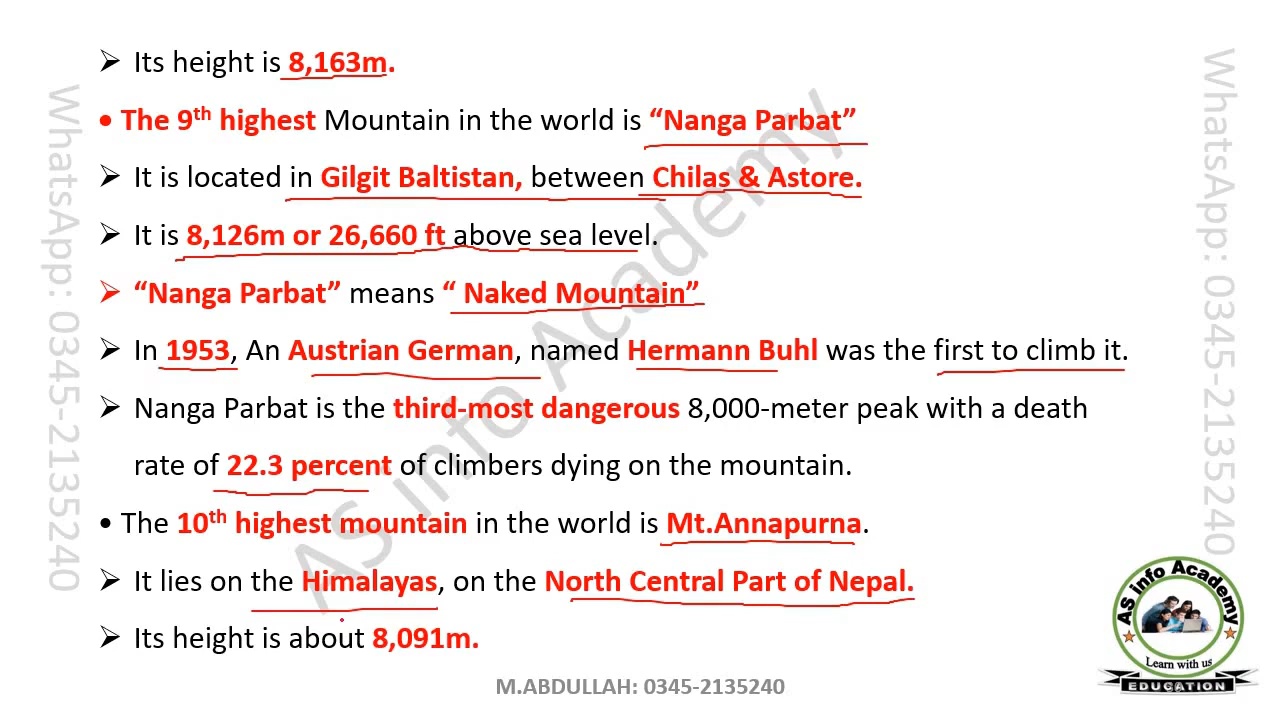 ➢ Its height is 8,163m.
• The 9th highest Mountain in the world is “Nanga Parbat”
➢ It is located in Gilgit Baltistan, between Chilas & Astore.
➢ It is 8,126m or 26,660 ft above sea level.
➢ “Nanga Parbat” means “ Naked Mountain”
➢ In 1953, An Austrian German, named Hermann Buhl was the first to climb it.
➢ Nanga Parbat is the third-most dangerous 8,000-meter peak with a death
rate of 22.3 percent of climbers dying on the mountain.
• The 10th highest mountain in the world is Mt.Annapurna.
➢ It lies on the Himalayas, on the North Central Part of Nepal.
➢ Its height is about 8,091m.
M.ABDULLAH: 0345-2135240
WhatsApp: 0345-2135240
AS info Academy
WhatsApp: 0345-2135240
AS info Academy
Learn with us
EDUCATION